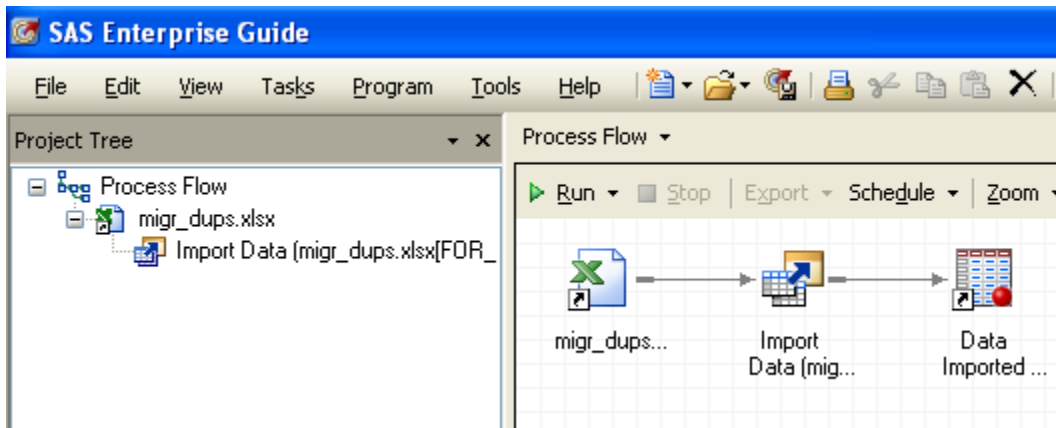 SAS Enterprise Guide
File Edit View Tasks Program Tools Help
Project Tree
Process Flow
migr_dups.xlsx
Import Data (migr_dups.xlsx[FOR_
Process Flow
Run Stop Export Schedule Zoom
migr_dups...
Import
Data (mig...
Data
Imported ...